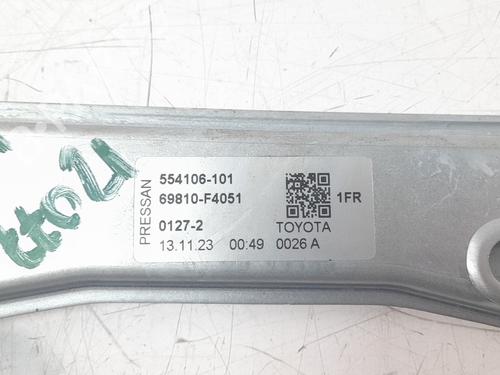 PRESSAN
554106-101
69810-F4051
1FR
0127-2 TOYOTA
13.11.23 00:49 0026 A